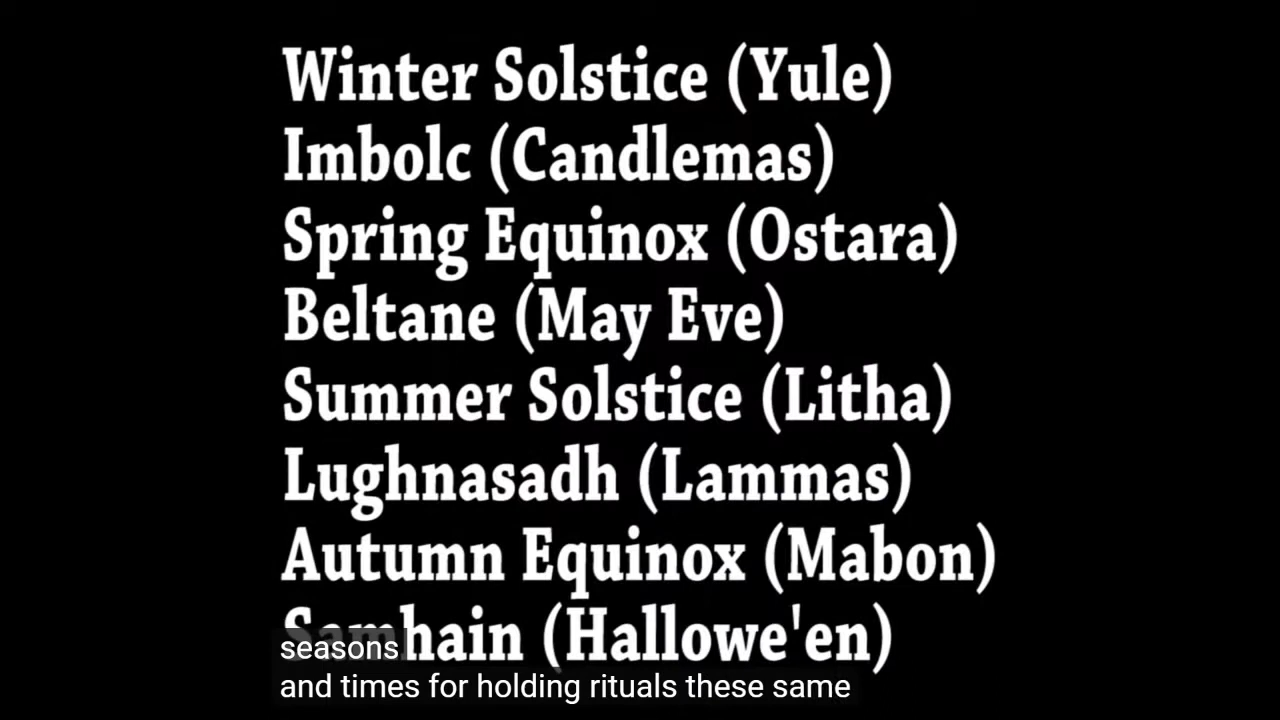 Winter Solstice (Yule)
Imbolc (Candlemas)
Spring Equinox (Ostara)
Beltane (May Eve)
Summer Solstice (Litha)
Lughnasadh (Lammas)
Autumn Equinox (Mabon)
Samhain (Hallowe'en)
seasons
and times for holding rituals these same